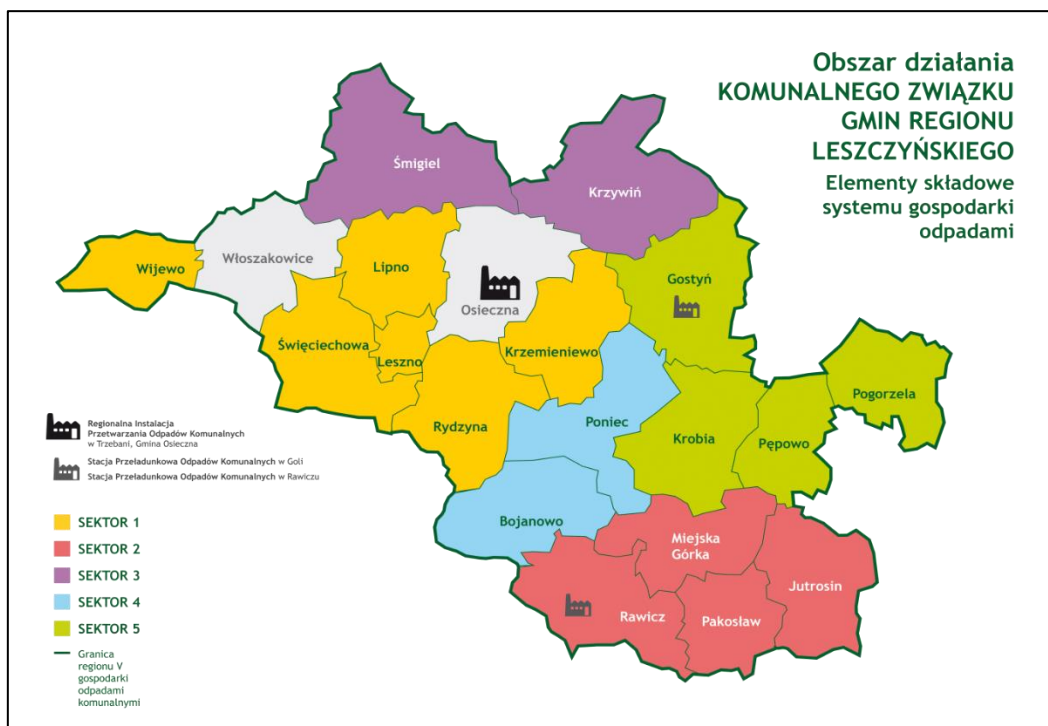 Obszar działania
KOMUNALNEGO ZWIĄZKU
GMIN REGIONU
LESZCZYŃSKIEGO
Elementy składowe
systemu gospodarki
odpadami
Śmigiel
Krzywiń
Włoszakowice
Wijewo
Lipno
Gostyń
Osieczna
Święciechowa
Leszno
Krzemieniewo
Pogorzela
Rydzyna
Poniec
Krobia
Pępowo
Bojanowo
Miejska
Górka
Jutrosin
Rawicz
Pakosław
Regionalna Instalacja
Przetwarzania Odpadów Komunalnych
w Trzebani, Gmina Osieczna
Stacja Przeładunkowa Odpadów Komunalnych w Goli
Stacja Przeładunkowa Odpadów Komunalnych w Rawiczu
SEKTOR 1
SEKTOR 2
SEKTOR 3
SEKTOR 4
SEKTOR 5
Granica
regionu V
gospodarki
odpadami
komunalnymi